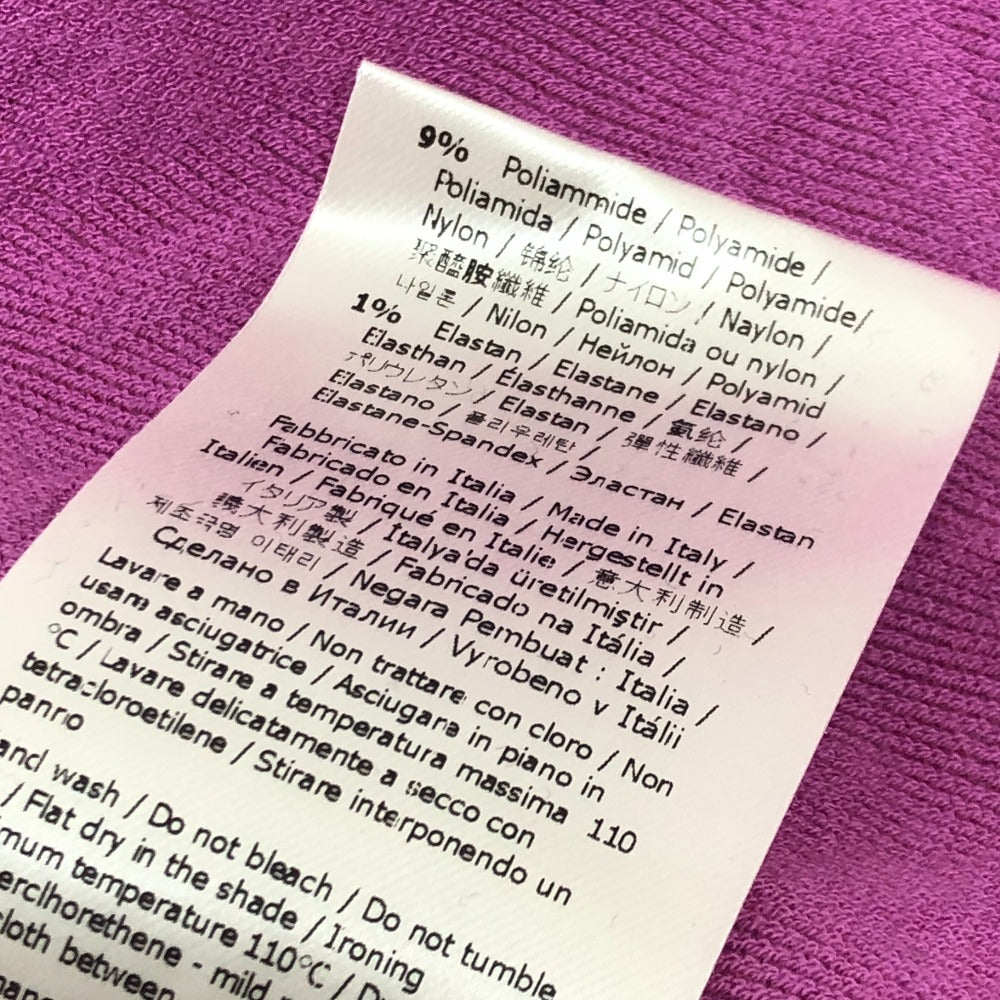 9% Poliammide / Polyamide /
Poliamida / Polyamid / Polyamide/
Nylon / 锦纶 / ナイロン / Naylon /
聚醯胺纖維 / Poliamida ou nylon /
나일론 / Nilon / Нейлон / Polyamid
1% Elastan / Elastane / Elastano /
Elasthan / Élasthanne / 氨纶 /
ポリウレタン / Elastan / 彈性纖維 /
Elastano / 폴리우레탄 / Эластан / Elastan
Elastane-Spandex /
Fabbricato in Italia / Made in Italy /
Fabricado en Italia / Hergestellt in
Italien / Fabriqué en Italie / 意大利制造 /
イタリア製 / İtalya'da üretilmiştir /
義大利製造 / Fabricado na Itália /
제조국명 이태리 / Negara Pembuat : Italia /
Сделано в Италии / Vyrobeno v Itálii
Lavare a mano / Non trattare con cloro / Non
usare asciugatrice / Asciugare in piano in
ombra / Stirare a temperatura massima 110
°C / Lavare delicatamente a secco con
tetracloroetilene / Stirare interponendo un
panno
and wash / Do not bleach / Do not tumble
/ Flat dry in the shade / Ironing
mum temperature 110°C /
erclhorethene - mild
cloth between